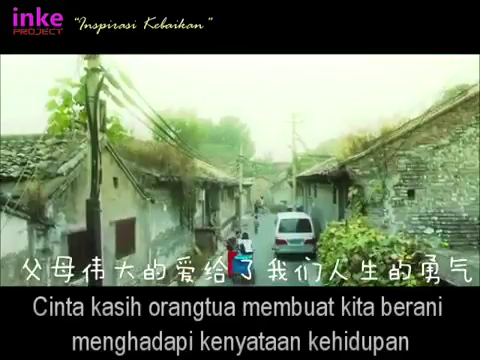 inke
PROJECT
"Inspirasi Kebaikan"
父母伟大的爱给了我们人生的勇气
Cinta kasih orangtua membuat kita berani
menghadapi kenyataan kehidupan